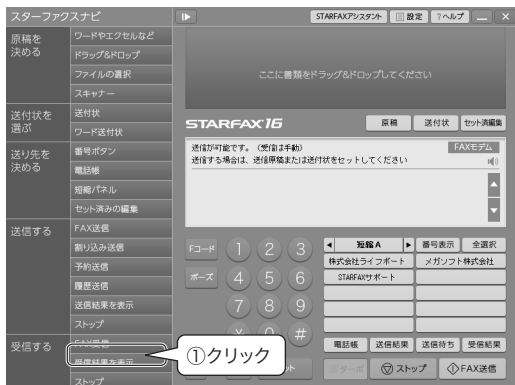 スターファクスナビ
STARFAXアシスタント
設定
?ヘルプ
原稿を
決める
ワードやエクセルなど
ドラッグ&ドロップ
ファイルの選択
スキャナー
送付状を
選ぶ
送付状
ワード送付状
送り先を
決める
番号ボタン
電話帳
短縮パネル
セット済みの編集
送信する
FAX送信
割り込み送信
予約送信
履歴送信
送信結果を表示
ストップ
受信する
FAX受信
受信結果を表示
ストップ
ここに書類をドラッグ&ドロップしてください
STARFAX16
原稿
送付状
セット済編集
送信が可能です。(受信は手動)
送信する場合は、送信原稿または送付状をセットしてください
FAXモデム
Fコード
1 2 3
ポーズ
4 5 6
7 8 9
#
短縮A
番号表示
全選択
株式会社ライフボート
メガソフト株式会社
STARFAXサポート
電話帳
送信結果
送信待ち
受信結果
ストップ
FAX送信
①クリック